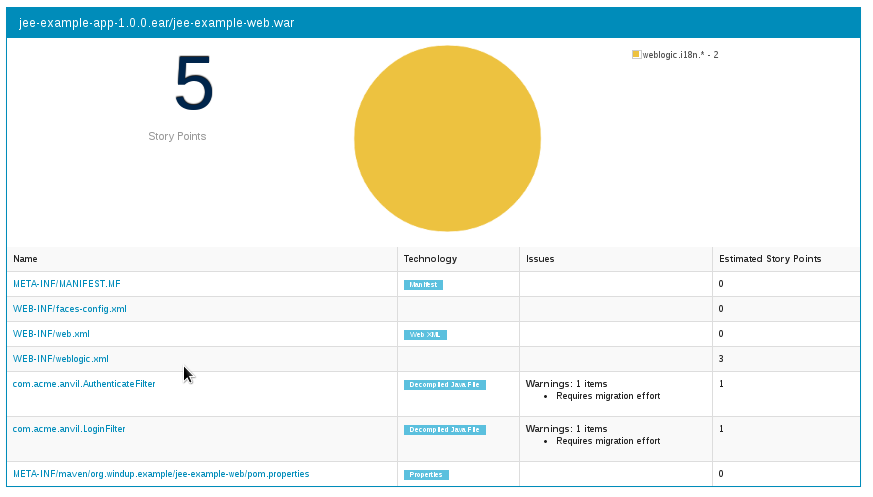 jee-example-app-1.0.0.ear/jee-example-web.war
5
Story Points
weblogic.i18n.* - 2
Name Technology Issues Estimated Story Points
META-INF/MANIFEST.MF Manifest 0
WEB-INF/faces-config.xml 0
WEB-INF/web.xml Web XML 0
WEB-INF/weblogic.xml 3
com.acme.anvil.AuthenticateFilter Decompiled Java File Warnings: 1 items 1
• Requires migration effort
com.acme.anvil.LoginFilter Decompiled Java File Warnings: 1 items 1
• Requires migration effort
META-INF/maven/org.windup.example/jee-example-web/pom.properties Properties 0